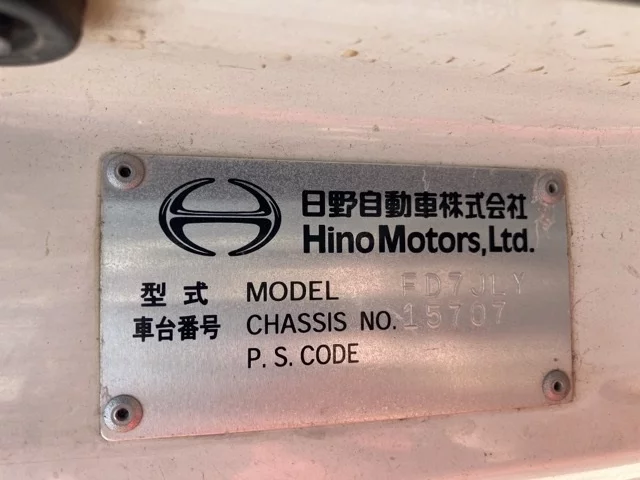 日野自動車株式会社
Hino Motors, Ltd.
型式 MODEL FD7JLY
車台番号 CHASSIS NO. 15707
P. S. CODE